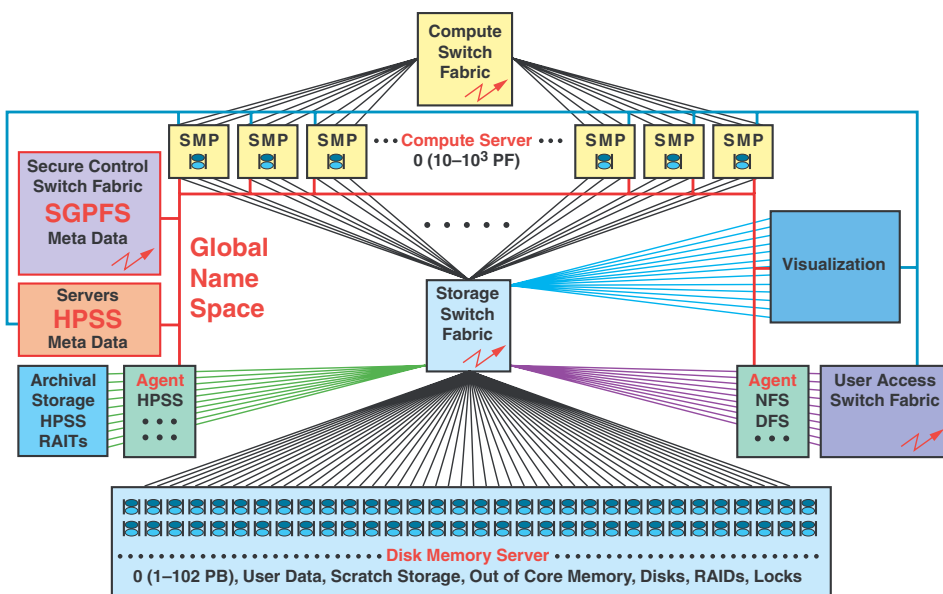 Compute
Switch
Fabric
SMP
SMP
SMP
• • • Compute Server • • •
0 (10–10³ PF)
SMP
SMP
SMP
Secure Control
Switch Fabric
SGPFS
Meta Data
Global
Name
Space
• • • • •
Visualization
Servers
HPSS
Meta Data
Storage
Switch
Fabric
Archival
Storage
HPSS
RAITs
Agent
HPSS
• • •
• • •
Agent
NFS
DFS
• • •
User Access
Switch Fabric
Disk Memory Server
0 (1–102 PB), User Data, Scratch Storage, Out of Core Memory, Disks, RAIDs, Locks